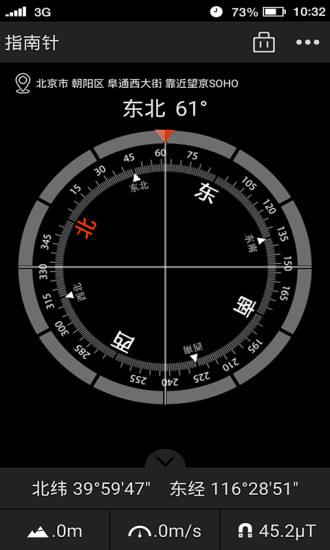 3G 73% 10:32
指南针
北京市 朝阳区 阜通西大街 靠近望京SOHO
东北 61°
60
45 75
30
15 105
东北 东 120
北 135
345 东南
330 150
315 西北 165
300 南
西 西南
285 195
255 240 225
北纬 39°59'47" 东经 116°28'51"
.0m .0m/s 45.2μT